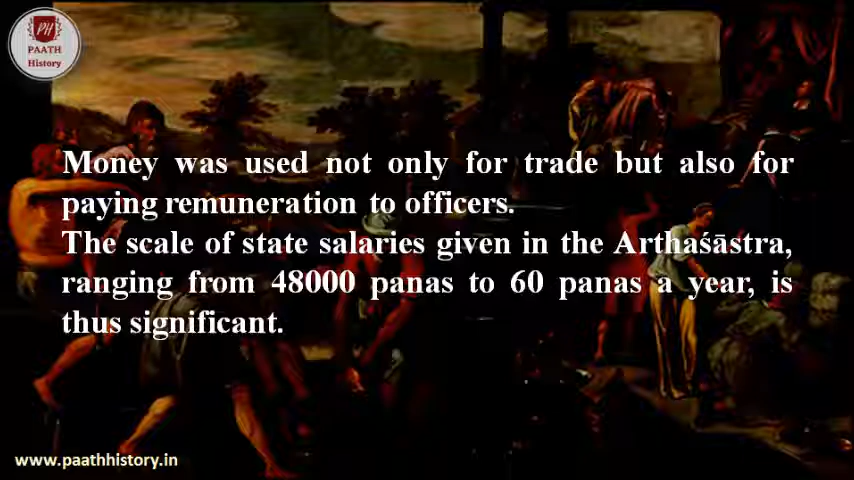 PH
PAATH
History
Money was used not only for trade but also for
paying remuneration to officers.
The scale of state salaries given in the Arthaśāstra,
ranging from 48000 panas to 60 panas a year, is
thus significant.
www.paathhistory.in